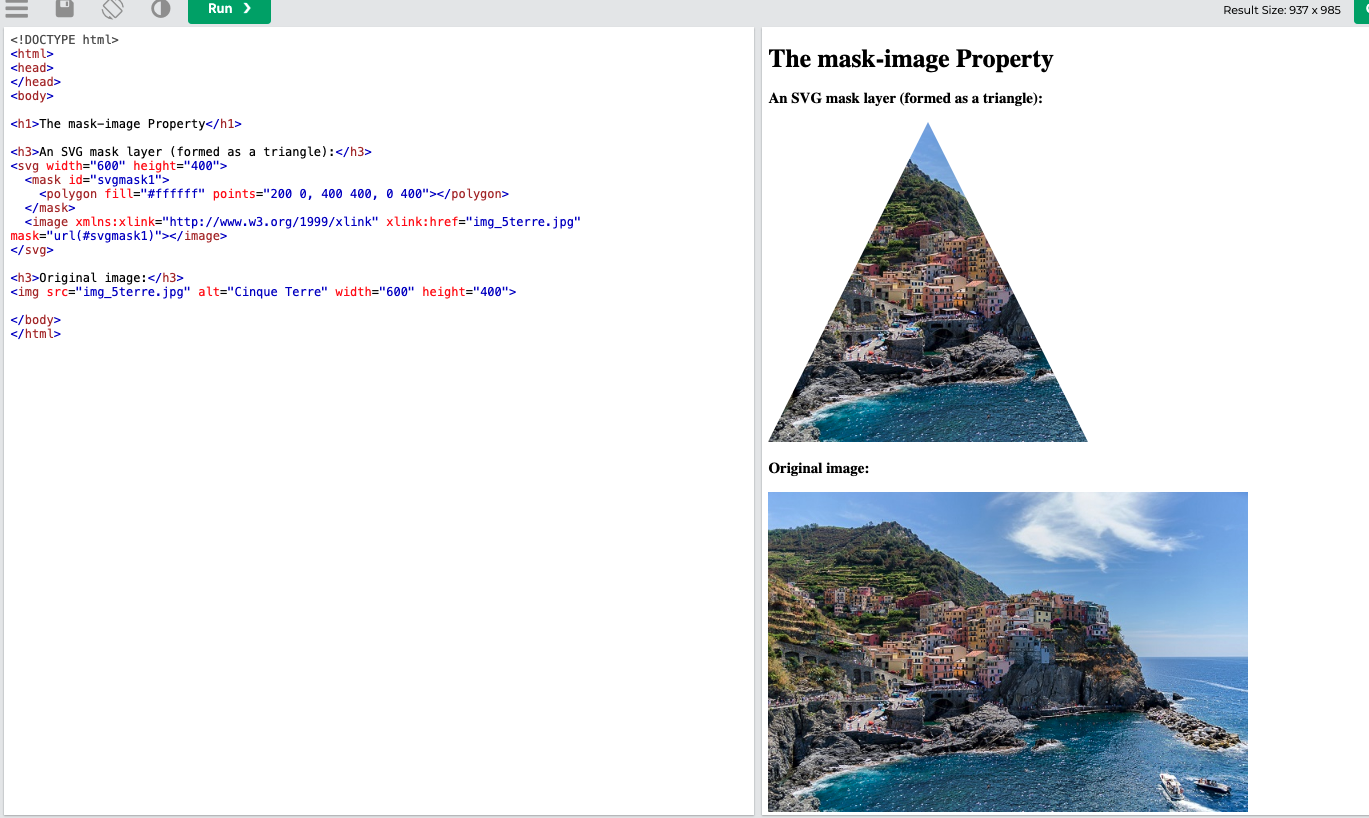 Run ❯
Result Size: 937 x 985
<!DOCTYPE html>
<html>
<head>
</head>
<body>
<h1>The mask-image Property</h1>
<h3>An SVG mask layer (formed as a triangle):</h3>
<svg width="600" height="400">
<mask id="svgmask1">
<polygon fill="#ffffff" points="200 0, 400 400, 0 400"></polygon>
</mask>
<image xmlns:xlink="http://www.w3.org/1999/xlink" xlink:href="img_5terre.jpg"
mask="url(#svgmask1)"></image>
</svg>
<h3>Original image:</h3>
<img src="img_5terre.jpg" alt="Cinque Terre" width="600" height="400">
</body>
</html>
The mask-image Property
An SVG mask layer (formed as a triangle):
Original image: